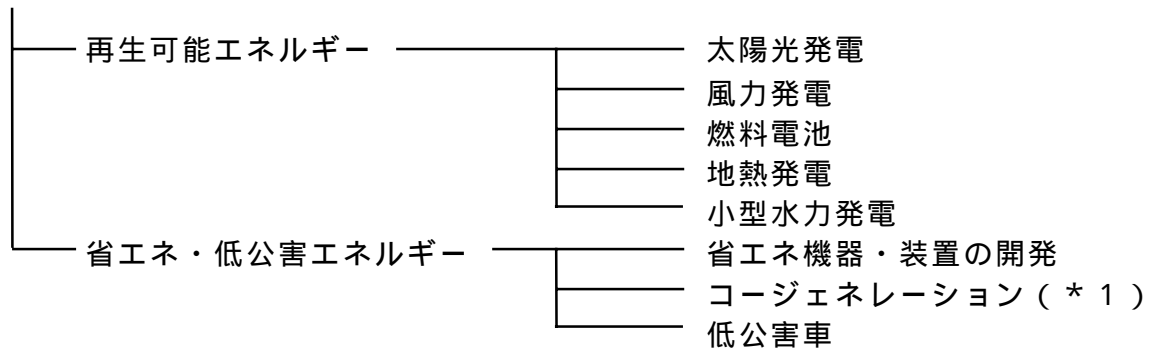 再生可能エネルギー
太陽光発電
風力発電
燃料電池
地熱発電
小型水力発電
省エネ・低公害エネルギー
省エネ機器・装置の開発
コージェネレーション(*1)
低公害車